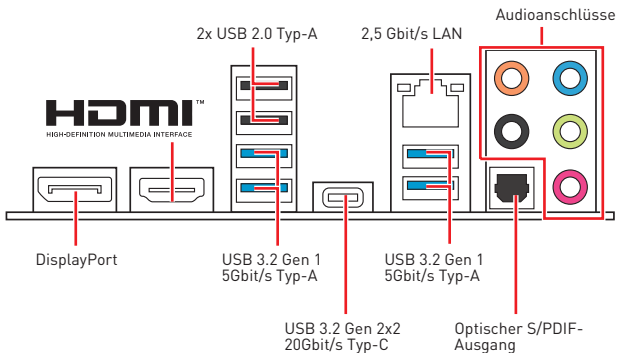 Audioanschlüsse
2x USB 2.0 Typ-A
2,5 Gbit/s LAN
HDMI™
HIGH-DEFINITION MULTIMEDIA INTERFACE
DisplayPort
USB 3.2 Gen 1
5Gbit/s Typ-A
USB 3.2 Gen 1
5Gbit/s Typ-A
USB 3.2 Gen 2x2
20Gbit/s Typ-C
Optischer S/PDIF-
Ausgang